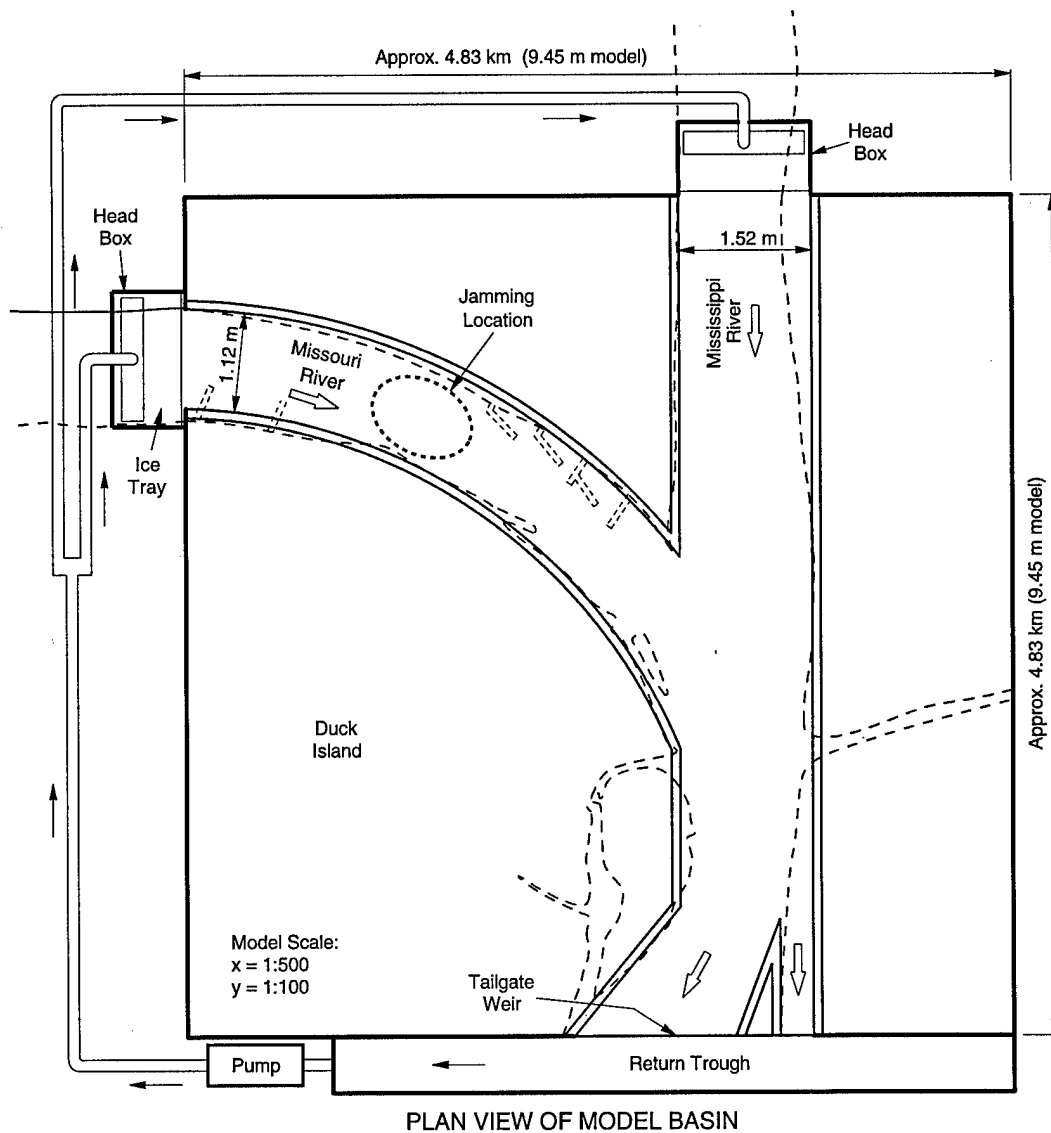 Approx. 4.83 km (9.45 m model)
Head
Box
Head
Box
1.52 m
Jamming
Location
Mississippi
River
Missouri
River
1.12 m
Ice
Tray
Approx. 4.83 km (9.45 m model)
Duck
Island
Model Scale:
x = 1:500
y = 1:100
Tailgate
Weir
Pump
Return Trough
PLAN VIEW OF MODEL BASIN